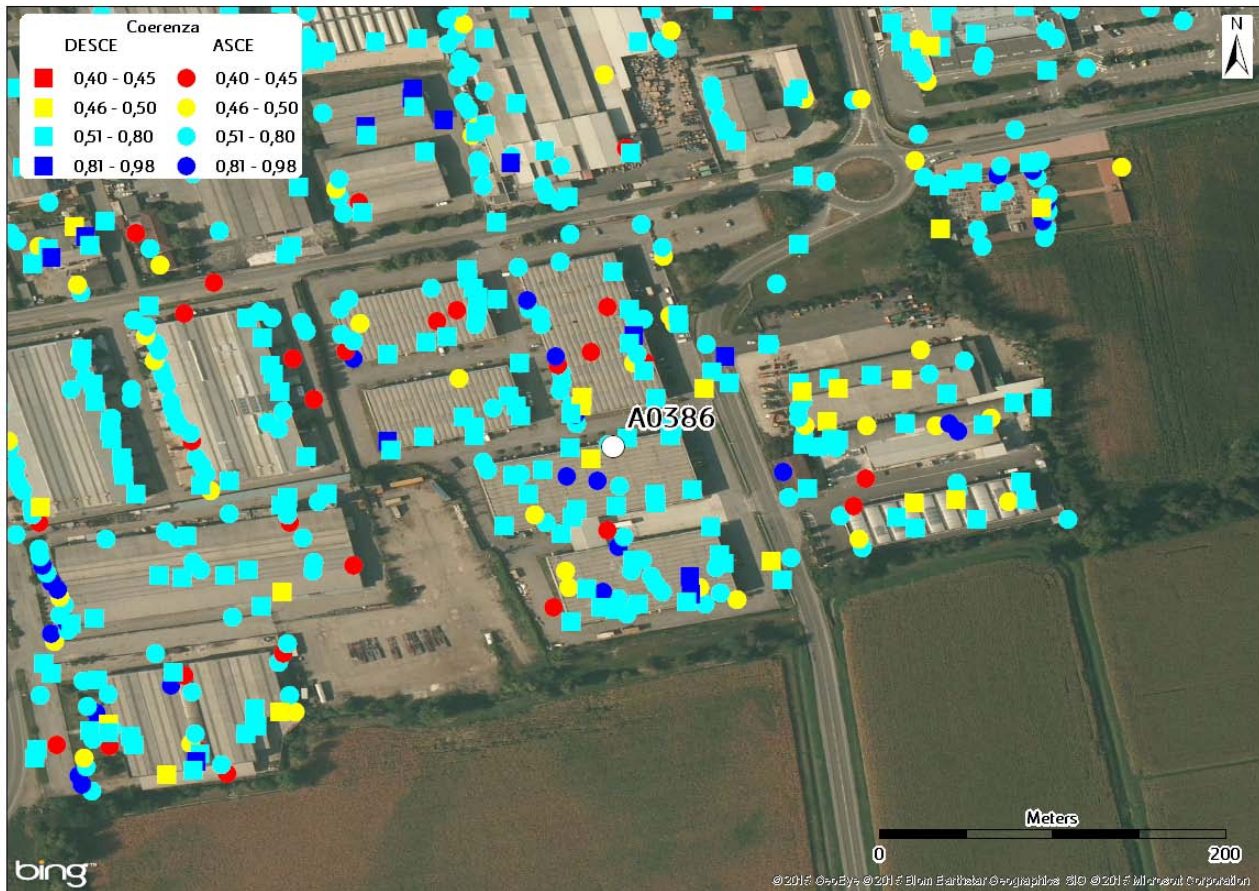 Coerenza
DESCE ASCE
0,40 - 0,45 0,40 - 0,45
0,46 - 0,50 0,46 - 0,50
0,51 - 0,80 0,51 - 0,80
0,81 - 0,98 0,81 - 0,98
N
A0386
Meters
0 200
bing™
©2015 GeoEye ©2015 Blom Earthstar Geographics SIO ©2015 Microsoft Corporation